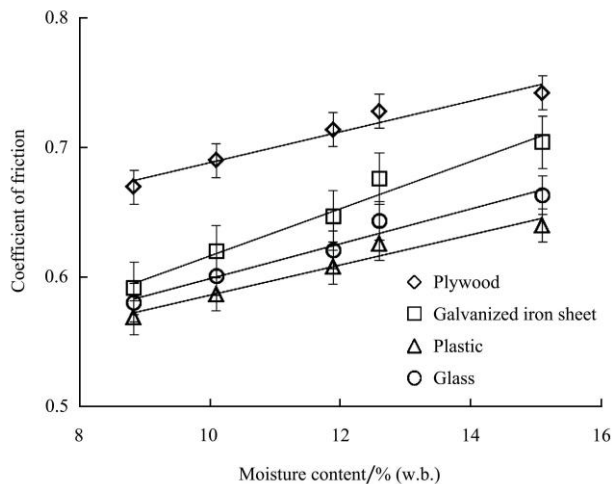 0.8
0.7
0.6
0.5
Coefficient of friction
Plywood
Galvanized iron sheet
Plastic
Glass
8 10 12 14 16
Moisture content/% (w.b.)